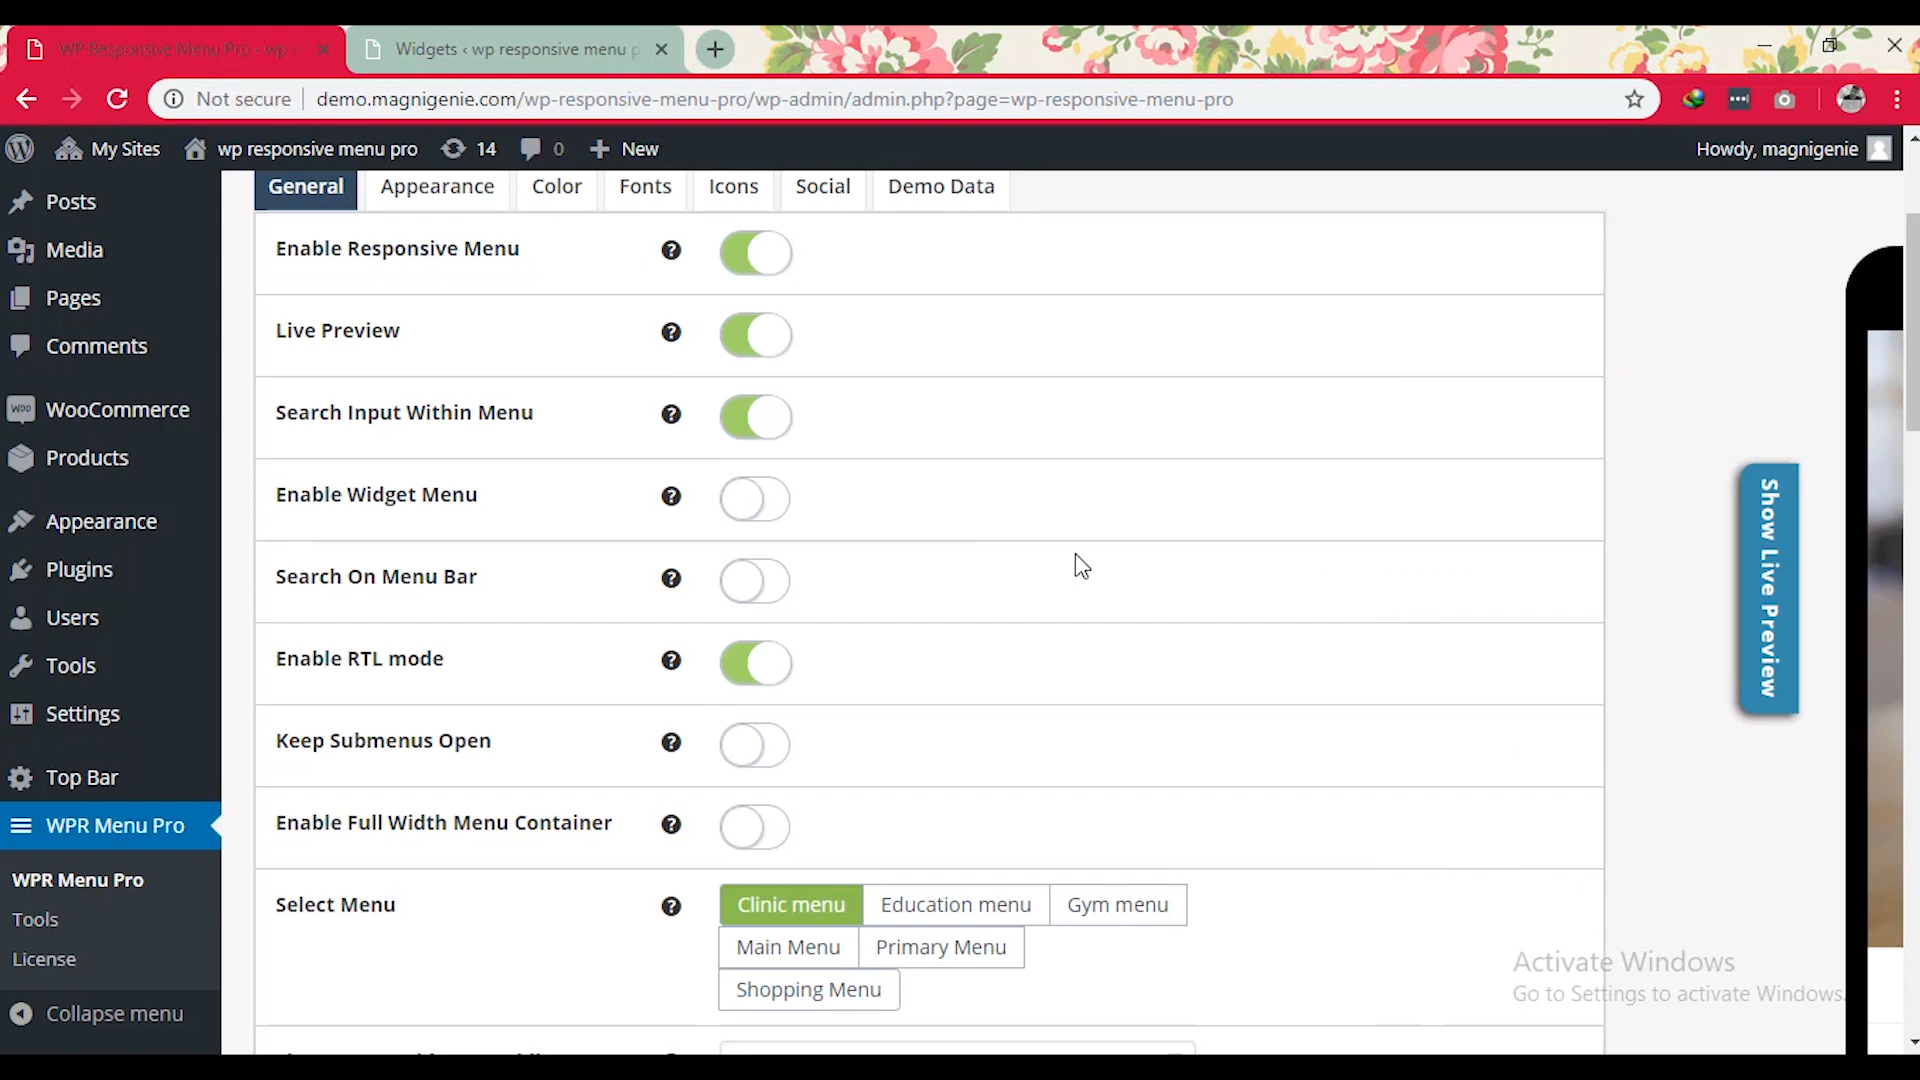 WP Responsive Menu Pro - wp
Widgets ‹ wp responsive menu p
Not secure
demo.magnigenie.com/wp-responsive-menu-pro/wp-admin/admin.php?page=wp-responsive-menu-pro
My Sites
wp responsive menu pro
14
0
New
Howdy, magnigenie
Posts
Media
Pages
Comments
WooCommerce
Products
Appearance
Plugins
Users
Tools
Settings
Top Bar
WPR Menu Pro
WPR Menu Pro
Tools
License
Collapse menu
General
Appearance
Color
Fonts
Icons
Social
Demo Data
Enable Responsive Menu
Live Preview
Search Input Within Menu
Enable Widget Menu
Search On Menu Bar
Enable RTL mode
Keep Submenus Open
Enable Full Width Menu Container
Select Menu
Clinic menu
Education menu
Gym menu
Main Menu
Primary Menu
Shopping Menu
Show Live Preview
Activate Windows
Go to Settings to activate Windows.